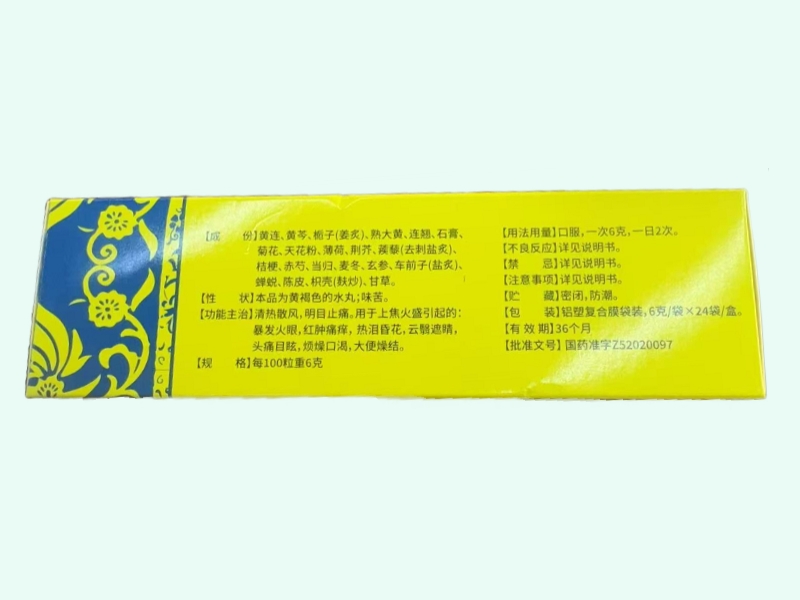 【成 份】黄连、黄芩、栀子(姜炙)、熟大黄、连翘、石膏、
菊花、天花粉、薄荷、荆芥、蒺藜(去刺盐炙)、
桔梗、赤芍、当归、麦冬、玄参、车前子(盐炙)、
蝉蜕、陈皮、枳壳(麸炒)、甘草。
【性 状】本品为黄褐色的水丸;味苦。
【功能主治】清热散风,明目止痛。用于上焦火盛引起的:
暴发火眼,红肿痛痒,热泪昏花,云翳遮睛,
头痛目眩,烦燥口渴,大便燥结。
【规 格】每100粒重6克
【用法用量】口服,一次6克,一日2次。
【不良反应】详见说明书。
【禁 忌】详见说明书。
【注意事项】详见说明书。
【贮 藏】密闭,防潮。
【包 装】铝塑复合膜袋装,6克/袋×24袋/盒。
【有 效 期】36个月
【批准文号】国药准字Z52020097